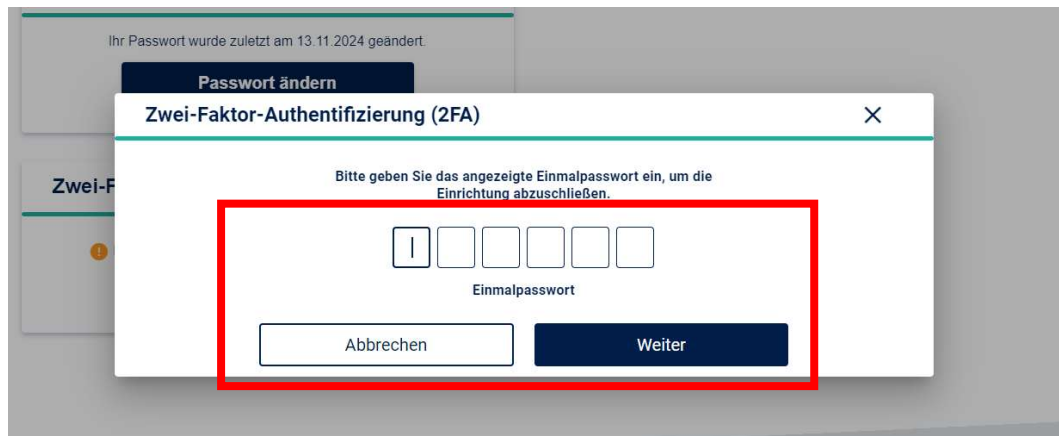 Ihr Passwort wurde zuletzt am 13.11.2024 geändert.
Passwort ändern
Zwei-Faktor-Authentifizierung (2FA)
Zwei-F
Bitte geben Sie das angezeigte Einmalpasswort ein, um die
Einrichtung abzuschließen.
Einmalpasswort
Abbrechen
Weiter